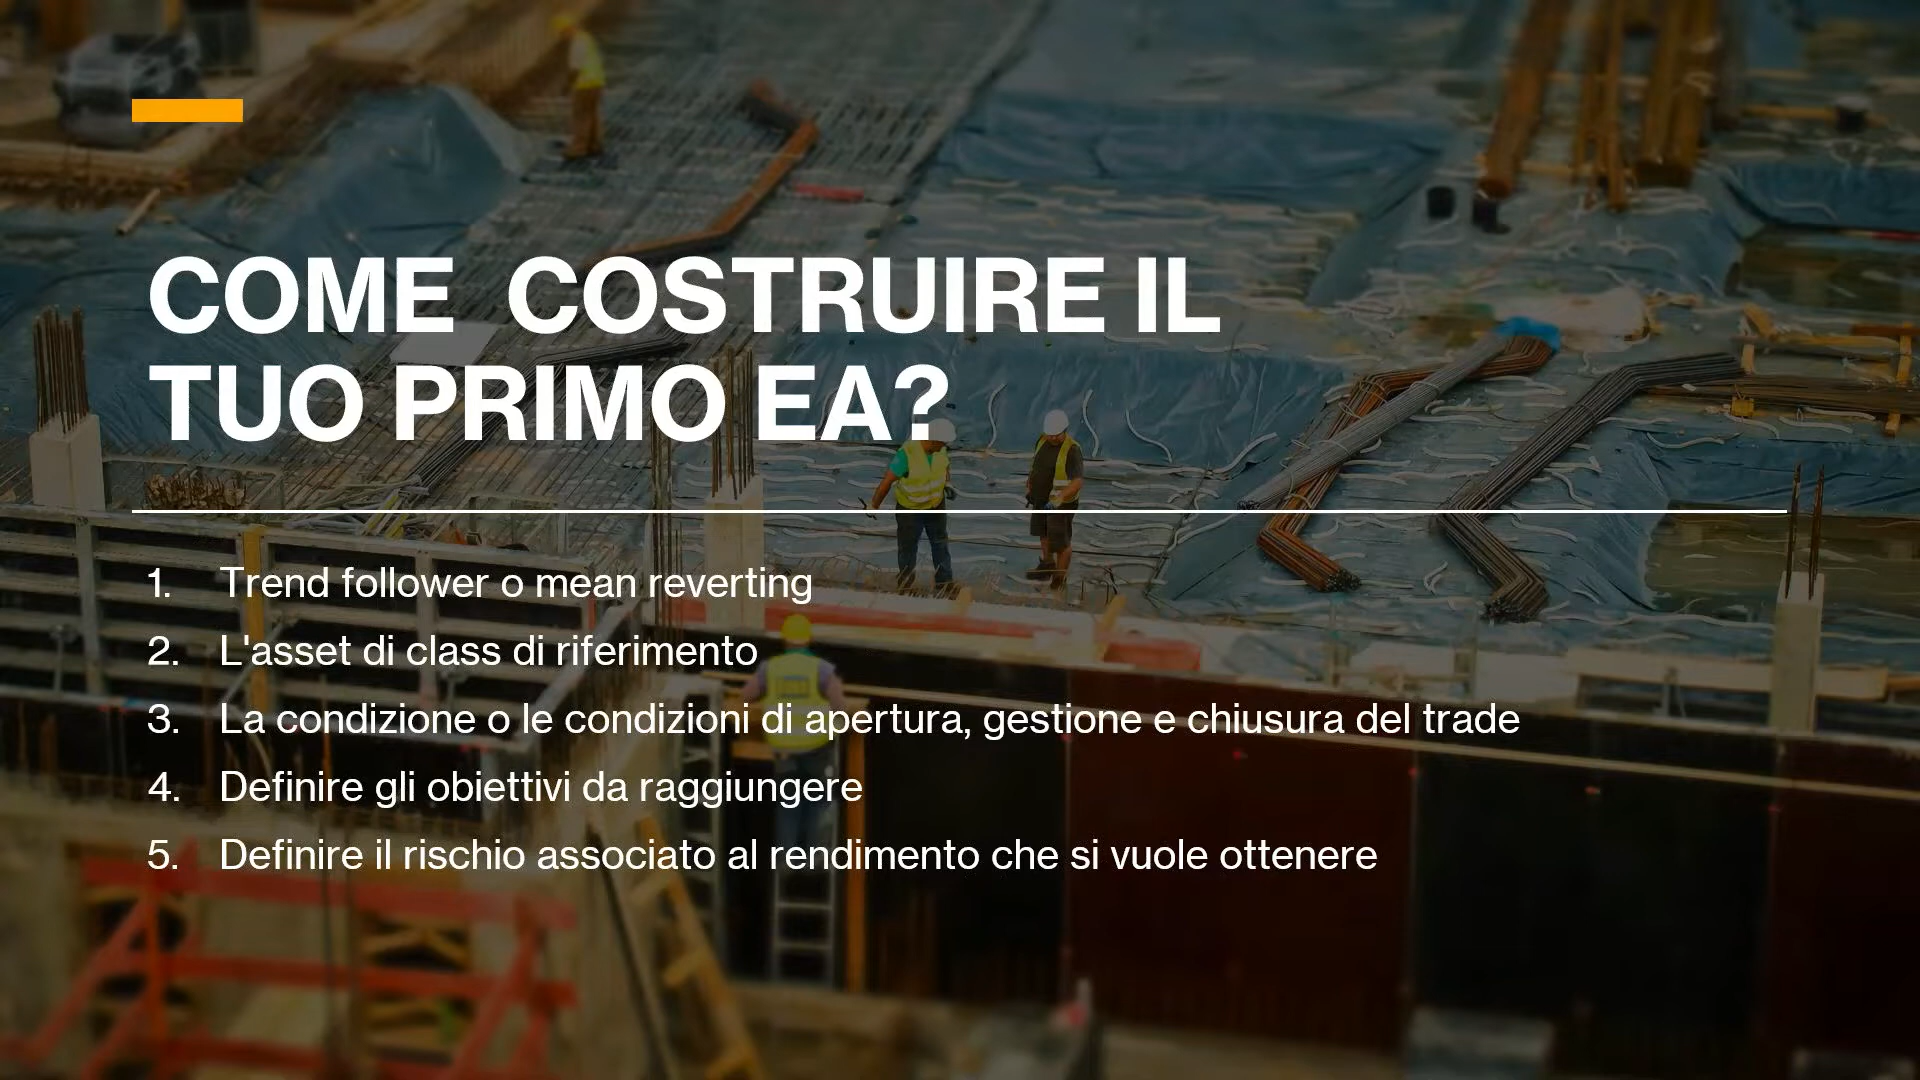 COME  COSTRUIRE IL
TUO PRIMO EA?
1. Trend follower o mean reverting
2. L'asset di class di riferimento
3. La condizione o le condizioni di apertura, gestione e chiusura del trade
4. Definire gli obiettivi da raggiungere
5. Definire il rischio associato al rendimento che si vuole ottenere